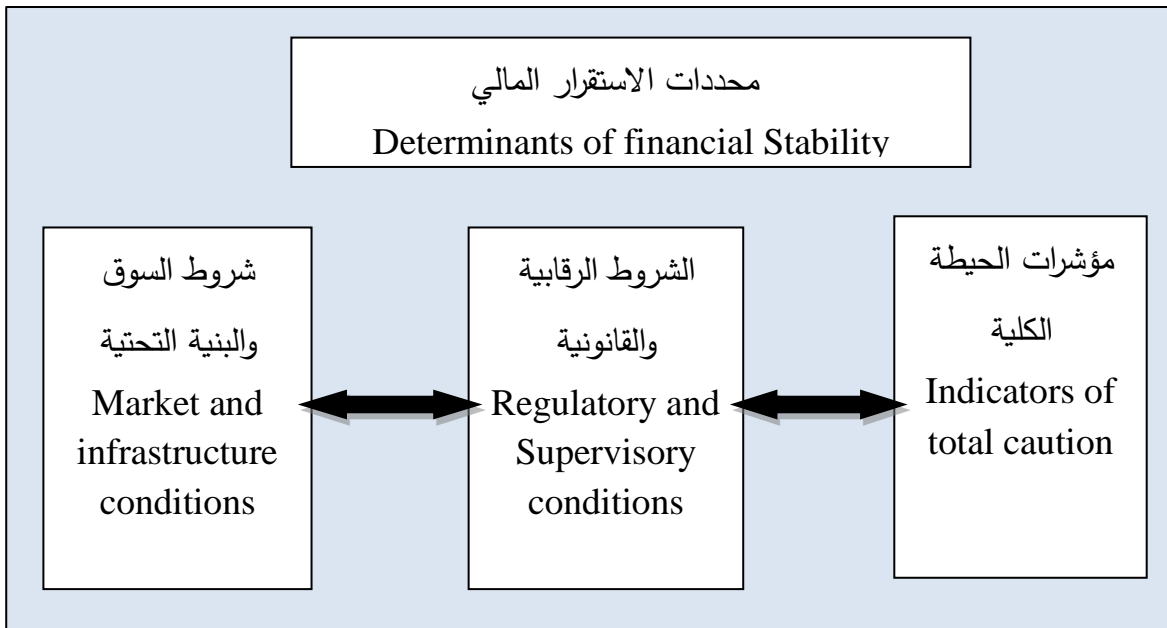 محددات الاستقرار المالي
Determinants of financial Stability
مؤشرات الحيطة
الكلية
Indicators of
total caution
الشروط الرقابية
والقانونية
Regulatory and
Supervisory
conditions
شروط السوق
والبنية التحتية
Market and
infrastructure
conditions